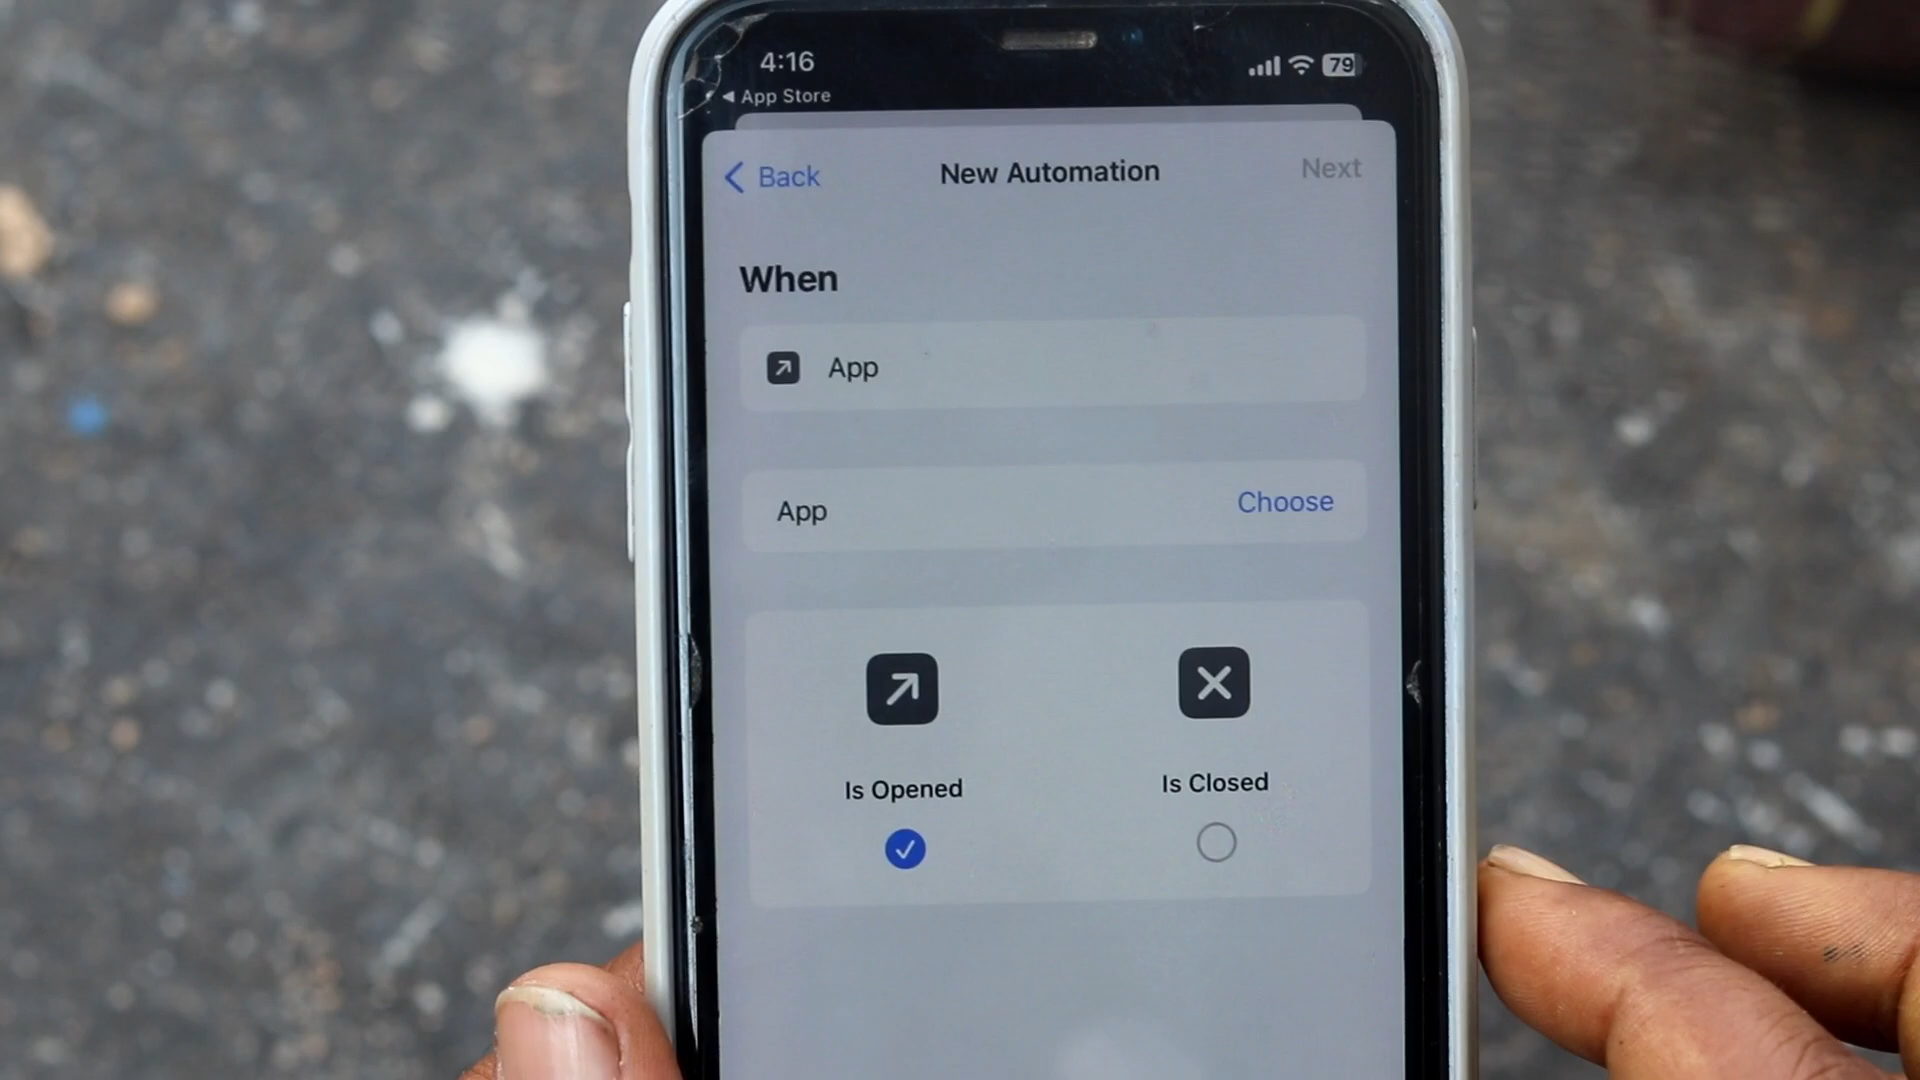 4:16
79
◄ App Store
Back
New Automation
Next
When
App
App
Choose
Is Opened
Is Closed